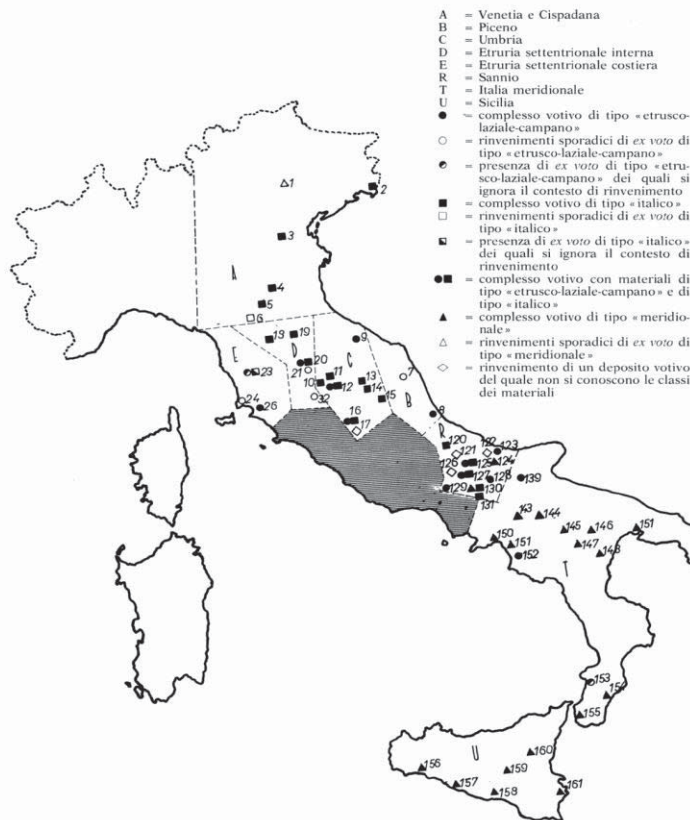 A = Venetia e Cispadana
B = Piceno
C = Umbria
D = Etruria settentrionale interna
E = Etruria settentrionale costiera
R = Sannio
T = Italia meridionale
U = Sicilia
= complesso votivo di tipo «etrusco-
laziale-campano»
= rinvenimenti sporadici di ex voto di
tipo «etrusco-laziale-campano»
= presenza di ex voto di tipo «etru-
sco-laziale-campano» dei quali si
ignora il contesto di rinvenimento
= complesso votivo di tipo «italico»
= rinvenimenti sporadici di ex voto di
tipo «italico»
= presenza di ex voto di tipo «italico»
dei quali si ignora il contesto di
rinvenimento
= complesso votivo con materiali di
tipo «etrusco-laziale-campano» e di
tipo «italico»
= complesso votivo di tipo «meridio-
nale»
= rinvenimenti sporadici di ex voto di
tipo «meridionale»
= rinvenimento di un deposito votivo
del quale non si conoscono le classi
dei materiali
1
2
3
A
4
5
6
13
19
9
E
D
C
20
21
23
10
11
12
13
14
7
24
26
32
15
B
16
17
8
R
120
121
122
123
126
125
124
127
128
139
129
130
131
143
144
150
151
145
146
151
152
147
148
T
153
154
155
U
160
156
159
157
158
161